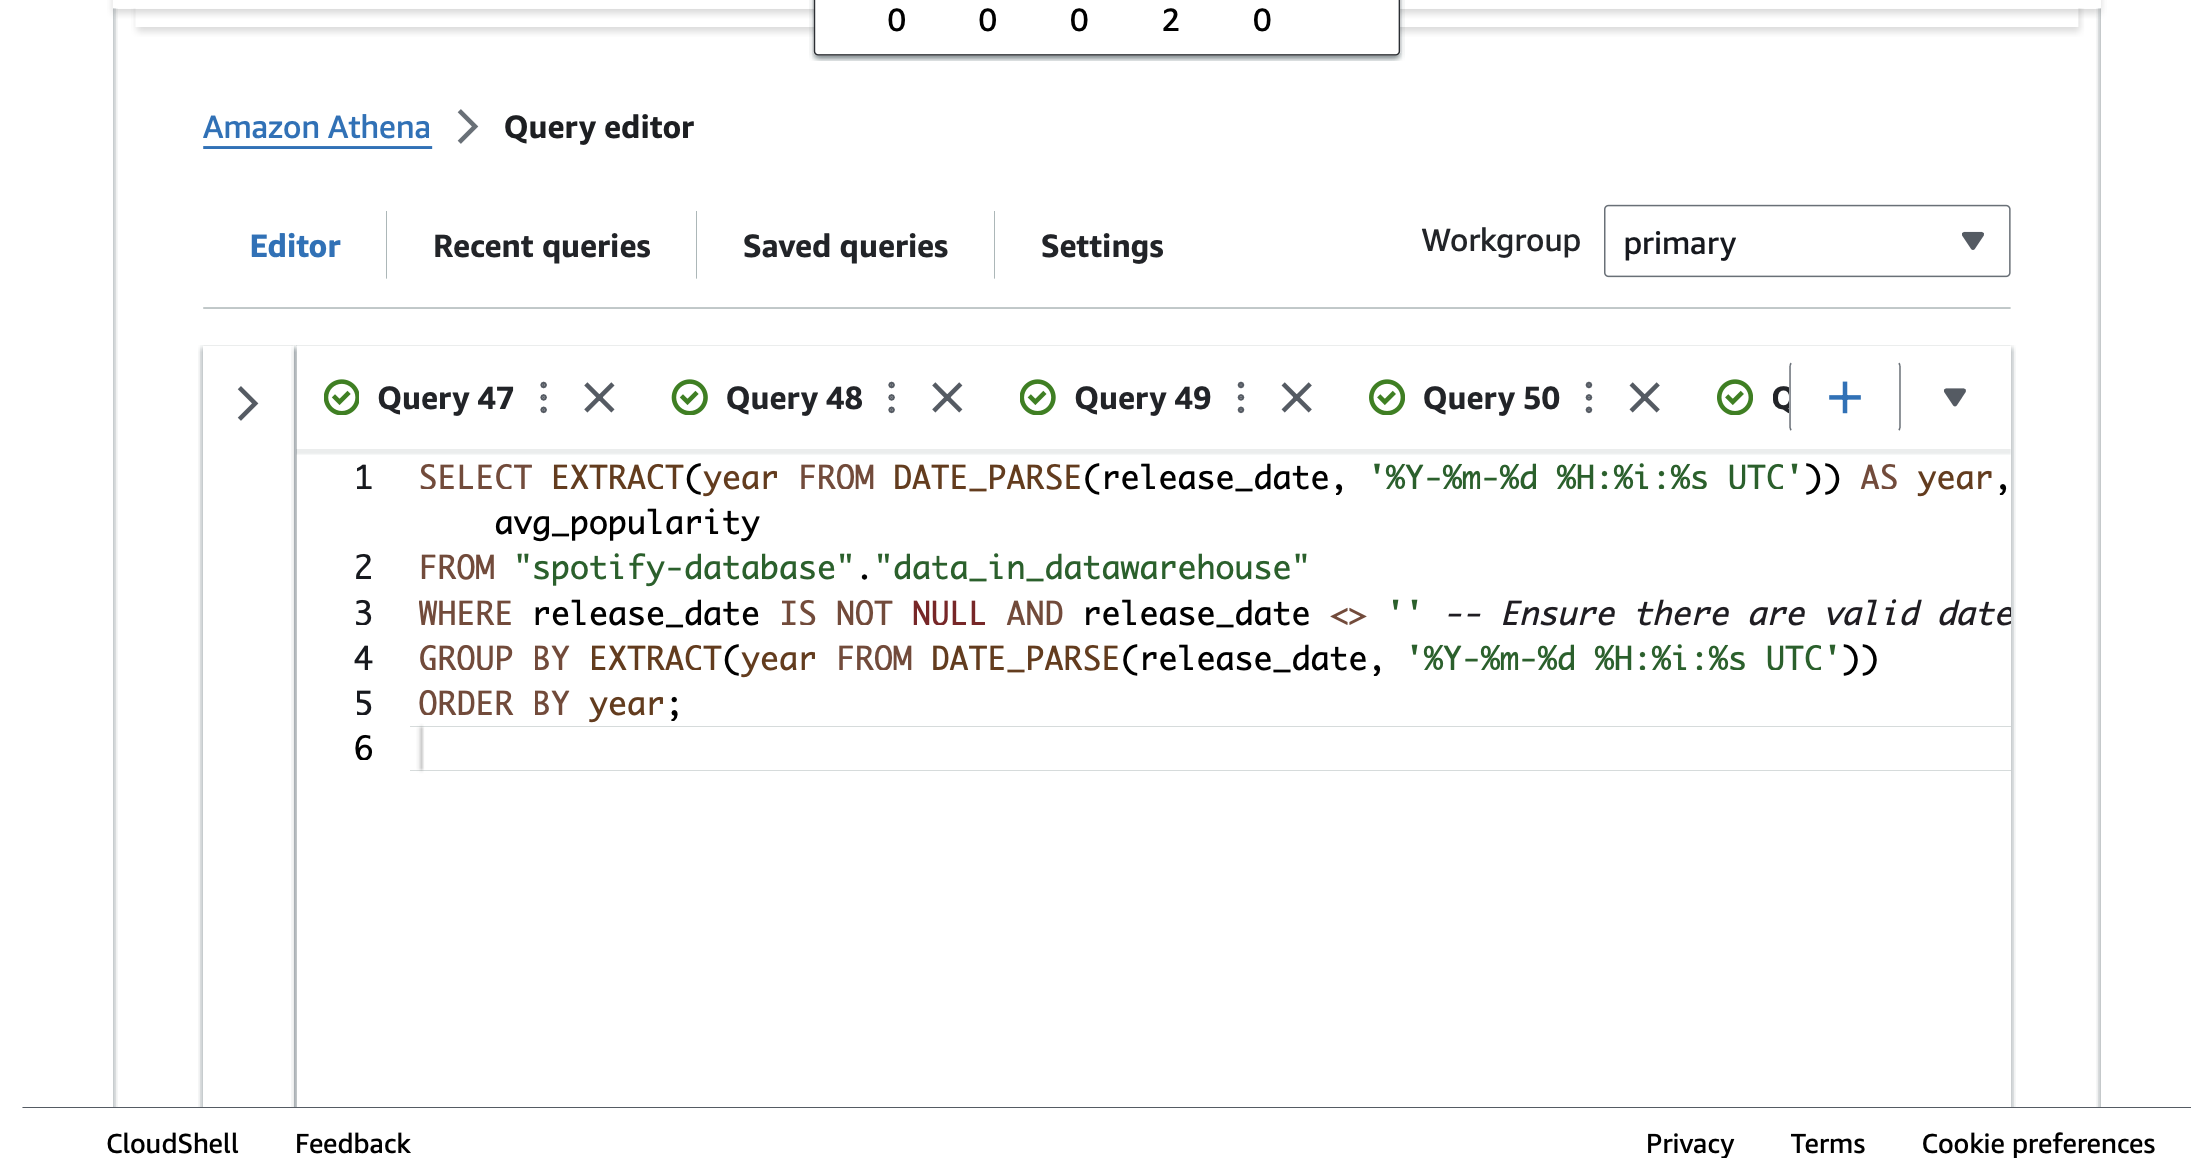 0 0 0 2 0
Amazon Athena > Query editor
Editor Recent queries Saved queries Settings Workgroup primary
Query 47 Query 48 Query 49 Query 50
1 SELECT EXTRACT(year FROM DATE_PARSE(release_date, '%Y-%m-%d %H:%i:%s UTC')) AS year,
avg_popularity
2 FROM "spotify-database"."data_in_datawarehouse"
3 WHERE release_date IS NOT NULL AND release_date <> '' -- Ensure there are valid date
4 GROUP BY EXTRACT(year FROM DATE_PARSE(release_date, '%Y-%m-%d %H:%i:%s UTC'))
5 ORDER BY year;
6
CloudShell Feedback Privacy Terms Cookie preferences